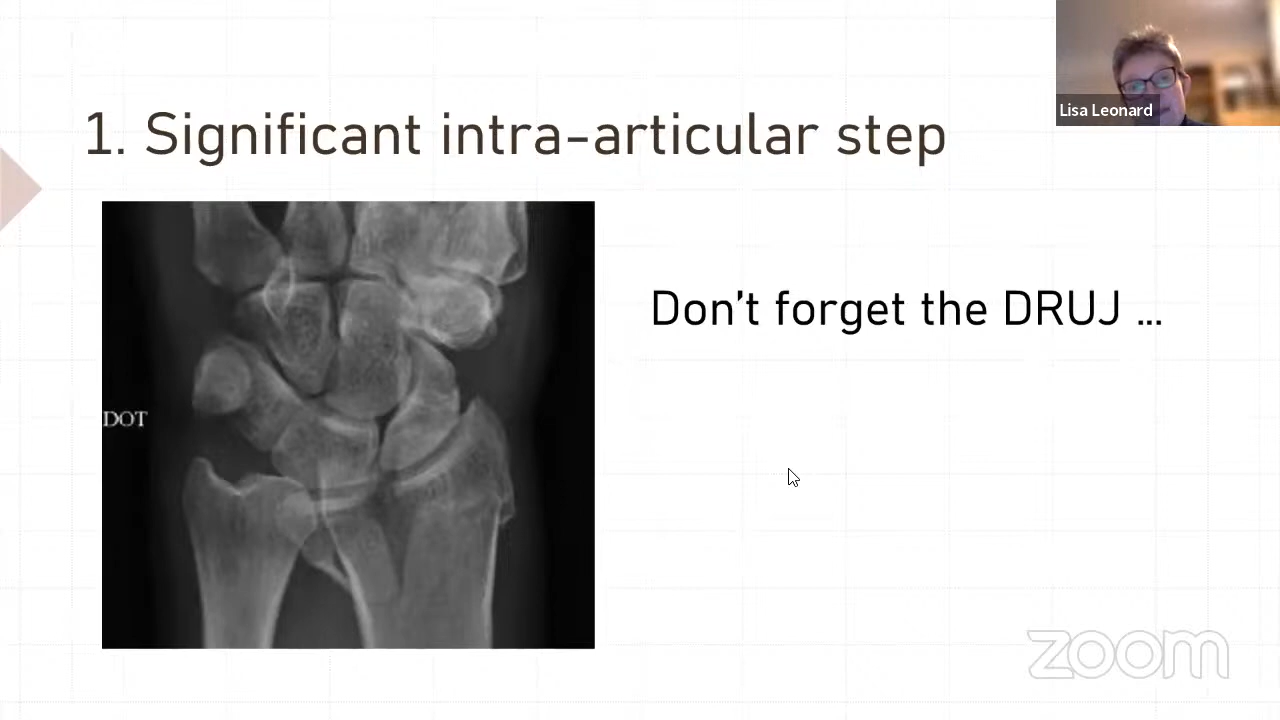 Lisa Leonard
1. Significant intra-articular step
Don't forget the DRUJ ...
DOT
zoom